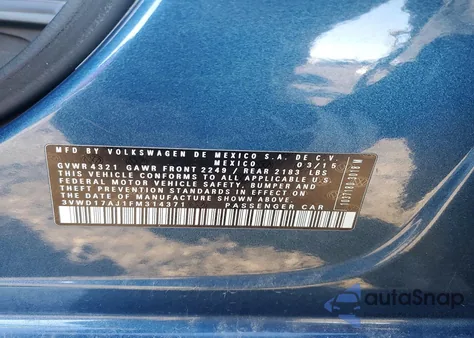 MFD BY VOLKSWAGEN DE MEXICO S.A. DE C.V.
MEXICO 03/15
GVWR 4321 GAWR FRONT 2249 / REAR 2183 LBS
THIS VEHICLE CONFORMS TO ALL APPLICABLE
FEDERAL MOTOR VEHICLE SAFETY, BUMPER AND
THEFT PREVENTION STANDARDS IN EFFECT
ON THE DATE OF MANUFACTURE SHOWN ABOVE.
3VWD17AJ1FM314371 PASSENGER CAR
autoSnap